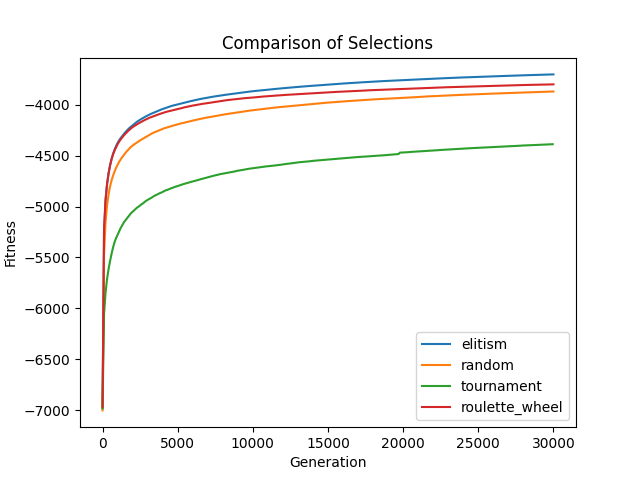 Comparison of Selections
Fitness
−4000
−4500
−5000
−5500
−6000
−6500
−7000
elitism
random
tournament
roulette_wheel
0 5000 10000 15000 20000 25000 30000
Generation